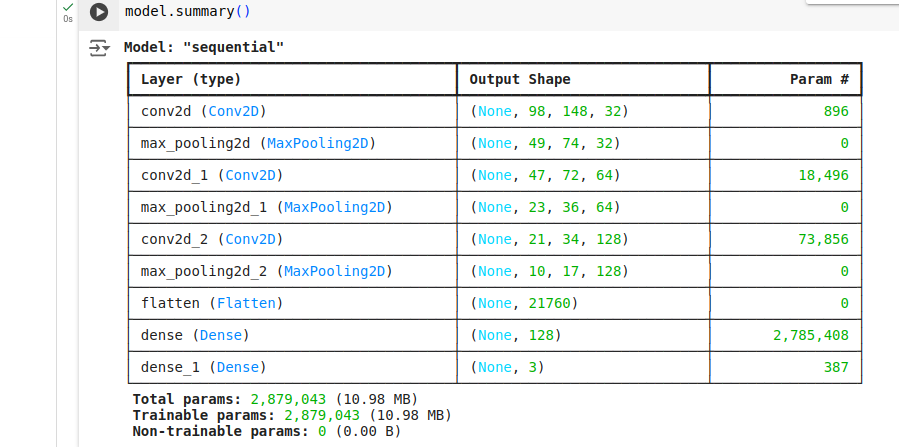 model.summary()
0s
Model: "sequential"
Layer (type) Output Shape Param #
conv2d (Conv2D) (None, 98, 148, 32) 896
max_pooling2d (MaxPooling2D) (None, 49, 74, 32) 0
conv2d_1 (Conv2D) (None, 47, 72, 64) 18,496
max_pooling2d_1 (MaxPooling2D) (None, 23, 36, 64) 0
conv2d_2 (Conv2D) (None, 21, 34, 128) 73,856
max_pooling2d_2 (MaxPooling2D) (None, 10, 17, 128) 0
flatten (Flatten) (None, 21760) 0
dense (Dense) (None, 128) 2,785,408
dense_1 (Dense) (None, 3) 387
Total params: 2,879,043 (10.98 MB)
Trainable params: 2,879,043 (10.98 MB)
Non-trainable params: 0 (0.00 B)